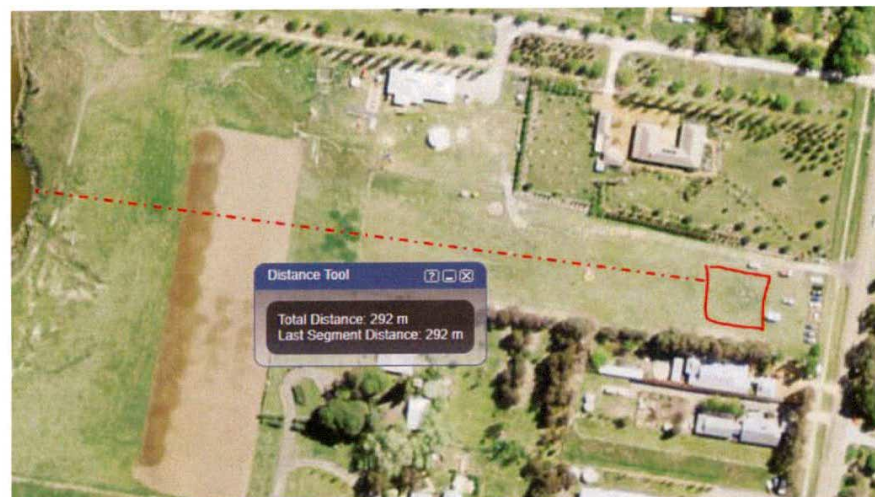 Distance Tool
Total Distance: 292 m
Last Segment Distance: 292 m